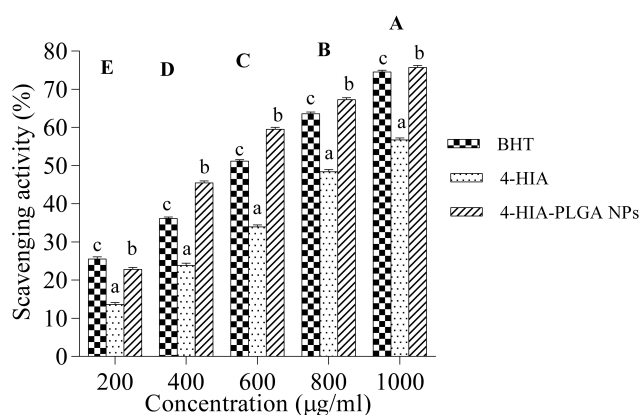 A
B
C
D
E
80
70
60
50
40
30
20
10
0
Scavenging activity (%)
c a b
c a b
c a b
c a b
c a b
200 400 600 800 1000
Concentration (μg/ml)
BHT
4-HIA
4-HIA-PLGA NPs